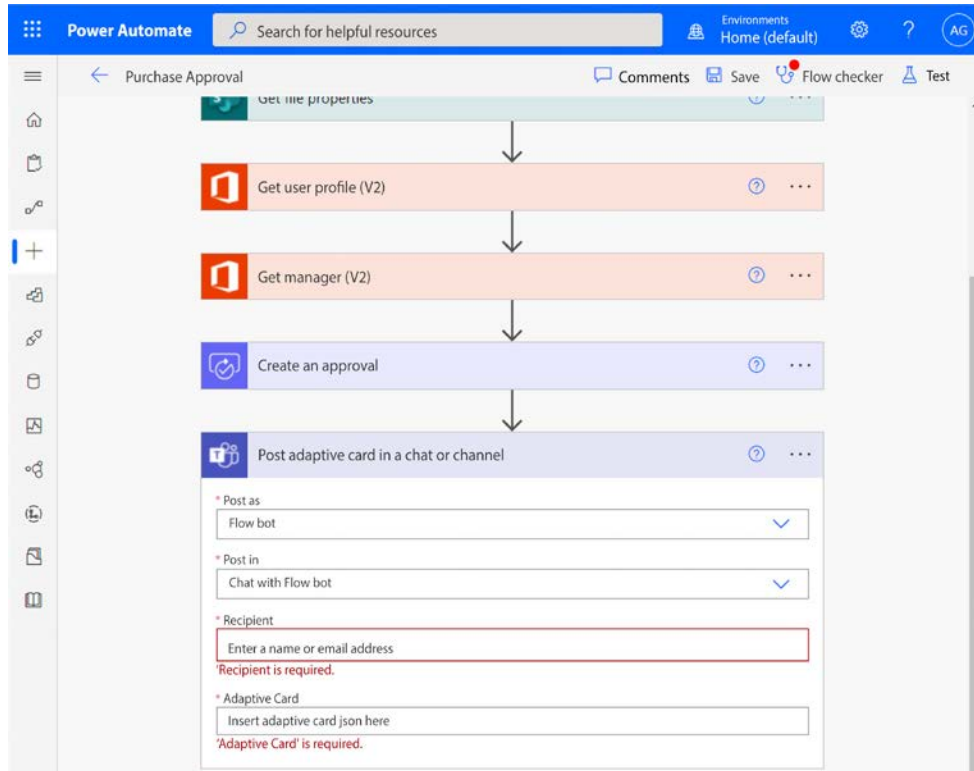 Power Automate
Search for helpful resources
Environments
Home (default)
?
AG
Purchase Approval
Comments
Save
Flow checker
Test
Get file properties
?
Get user profile (V2)
?
Get manager (V2)
?
Create an approval
?
T
Post adaptive card in a chat or channel
?
* Post as
Flow bot
* Post in
Chat with Flow bot
* Recipient
Enter a name or email address
'Recipient is required.
* Adaptive Card
Insert adaptive card json here
'Adaptive Card' is required.